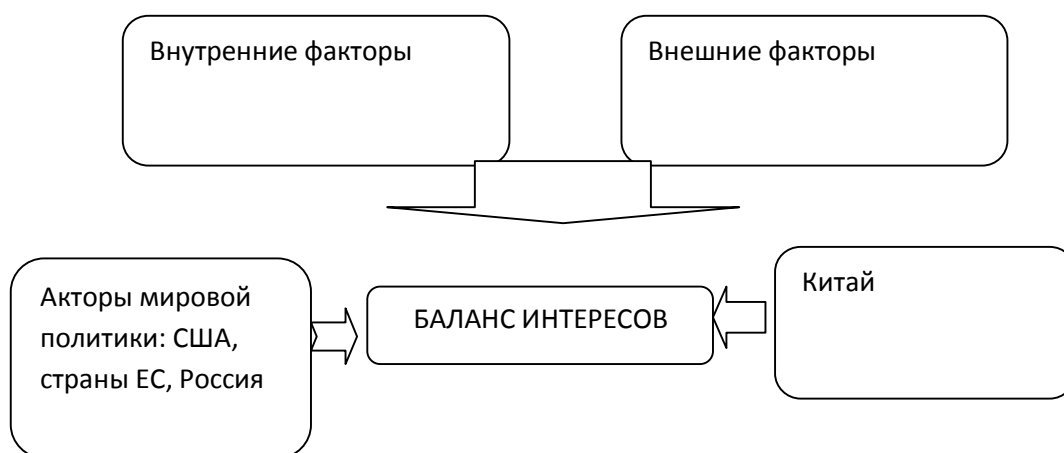 Внутренние факторы
Внешние факторы
Акторы мировой
политики: США,
страны ЕС, Россия
БАЛАНС ИНТЕРЕСОВ
Китай